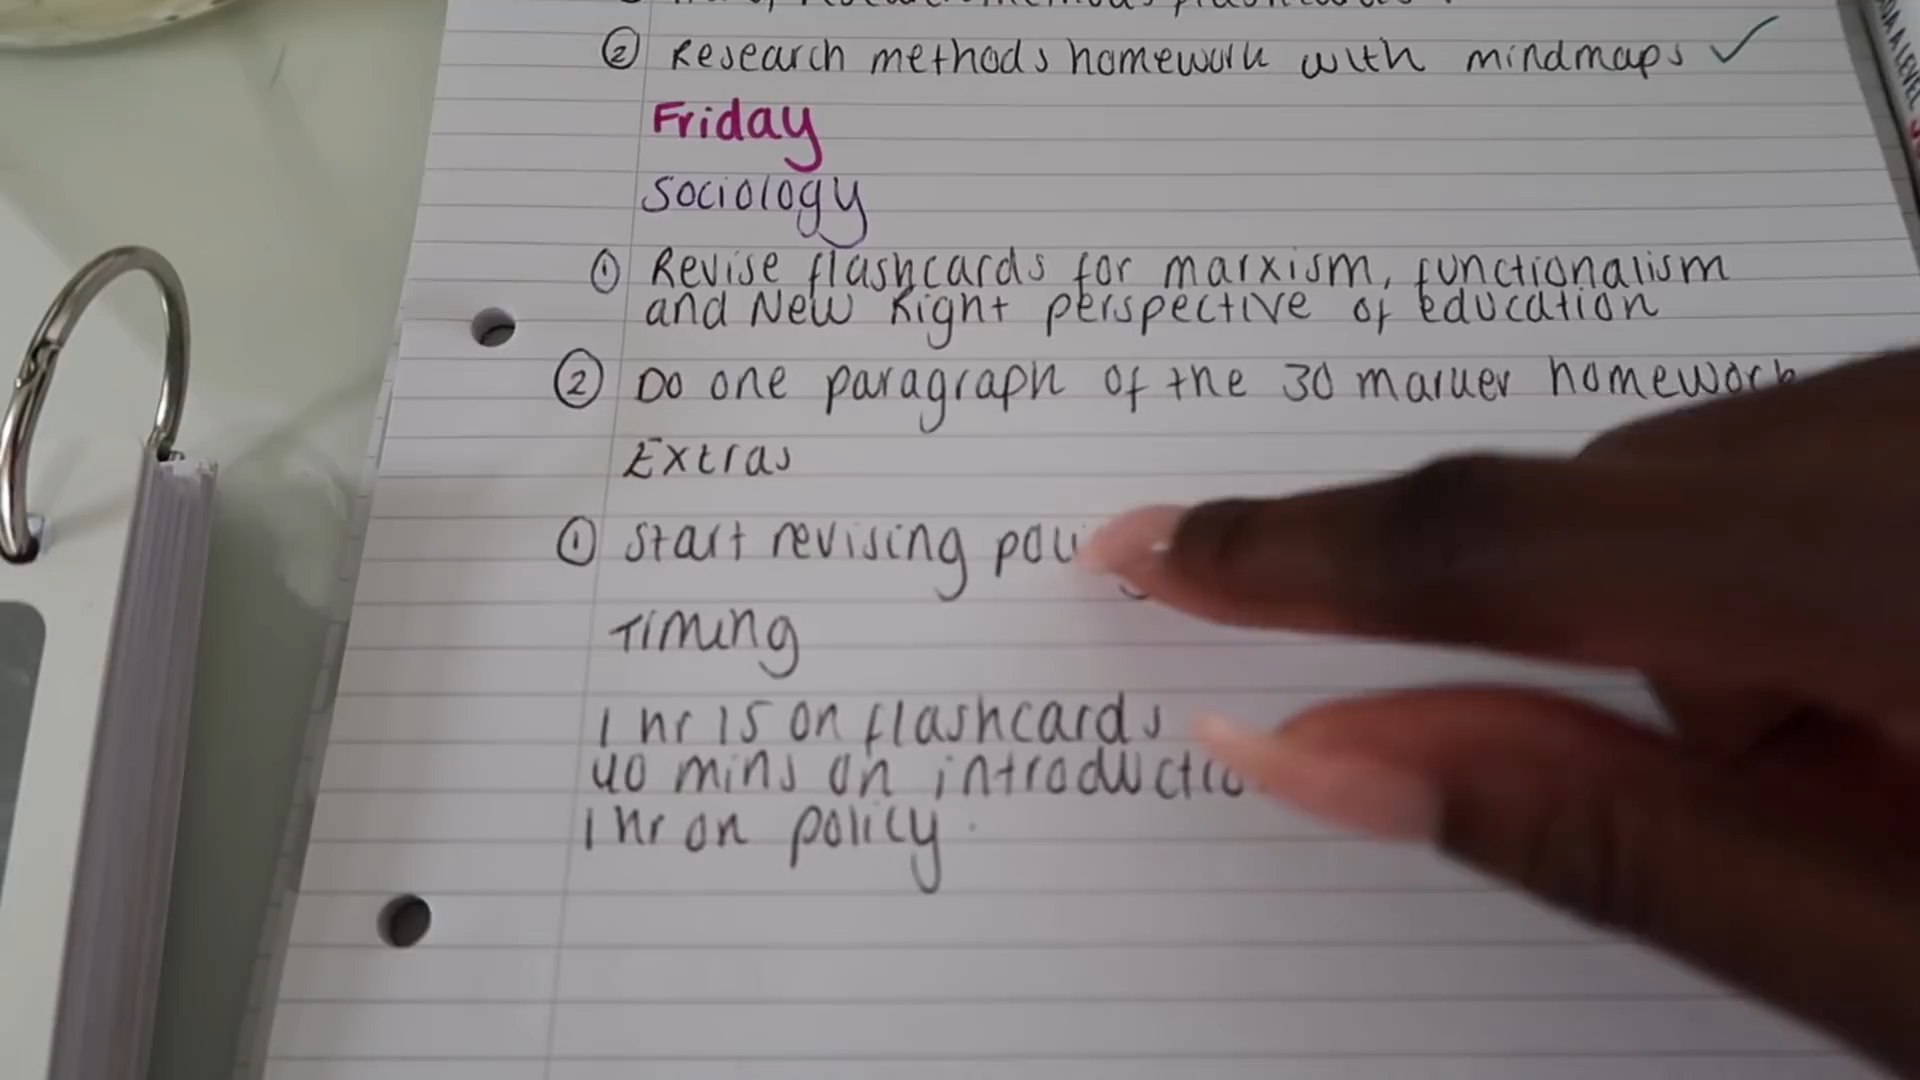 ② Research methods homework with mindmaps ✓
Friday
Sociology
① Revise flashcards for marxism, functionalism
and New Right perspective of education
② Do one paragraph of the 30 marker homework
Extras
① Start revising
Timing
1 hr 15 on flashcards
40 mins on
1 hr on policy.
A LEVEL